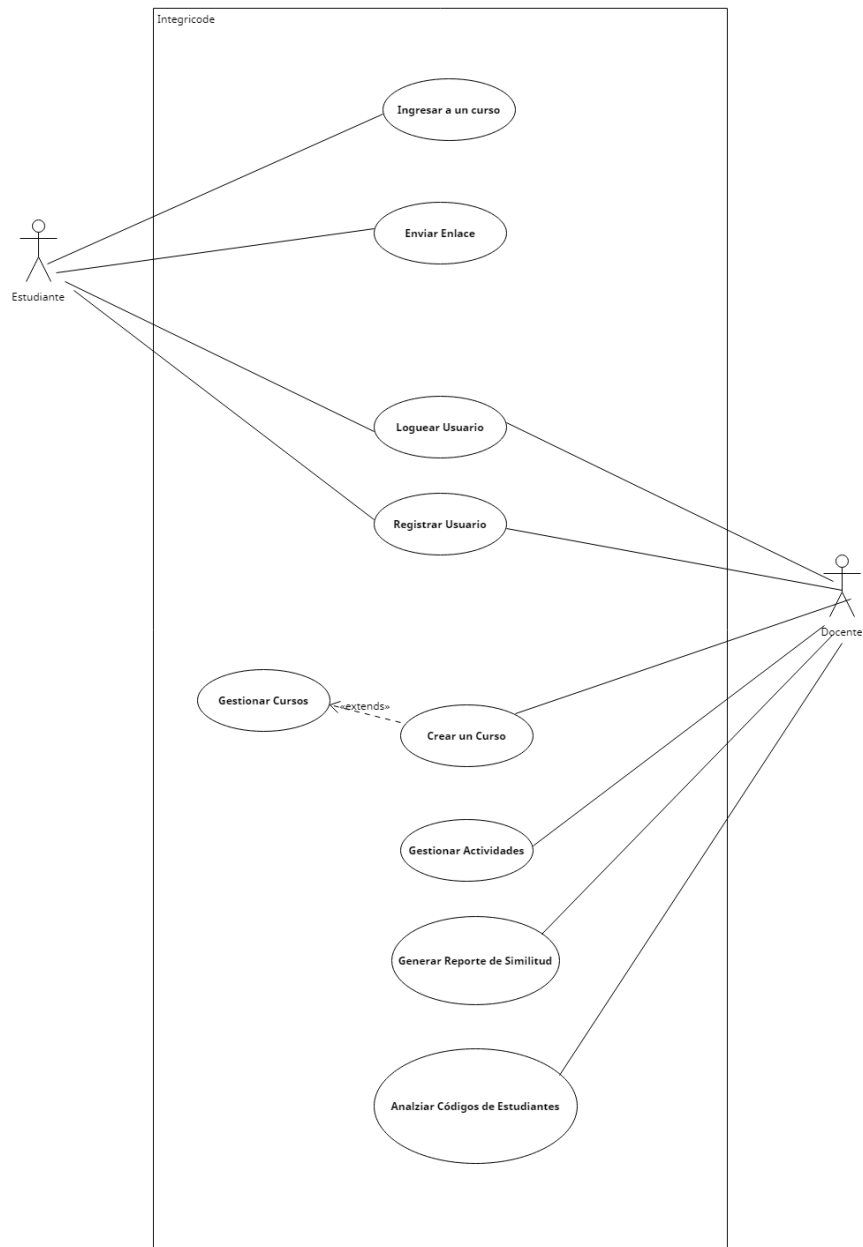 Integricode
Ingresar a un curso
Enviar Enlace
Estudiante
Loguear Usuario
Registrar Usuario
Docente
Gestionar Cursos
«extends»
Crear un Curso
Gestionar Actividades
Generar Reporte de Similitud
Analziar Códigos de Estudiantes